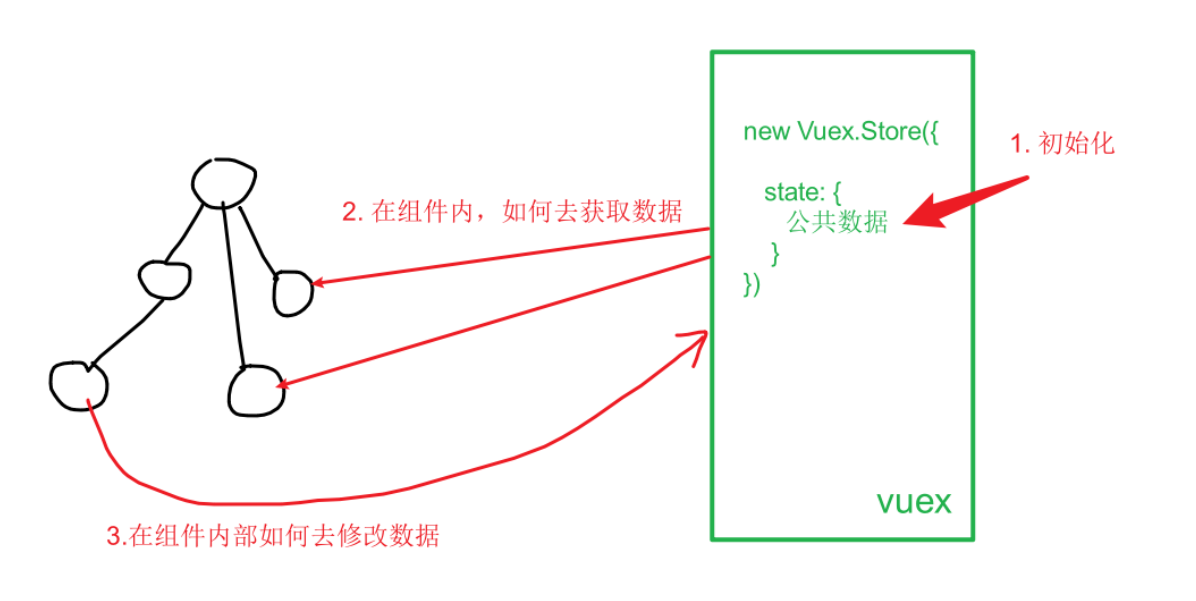 new Vuex.Store({
1. 初始化
state: {
2. 在组件内，如何去获取数据
公共数据
}
})
vuex
3.在组件内部如何去修改数据